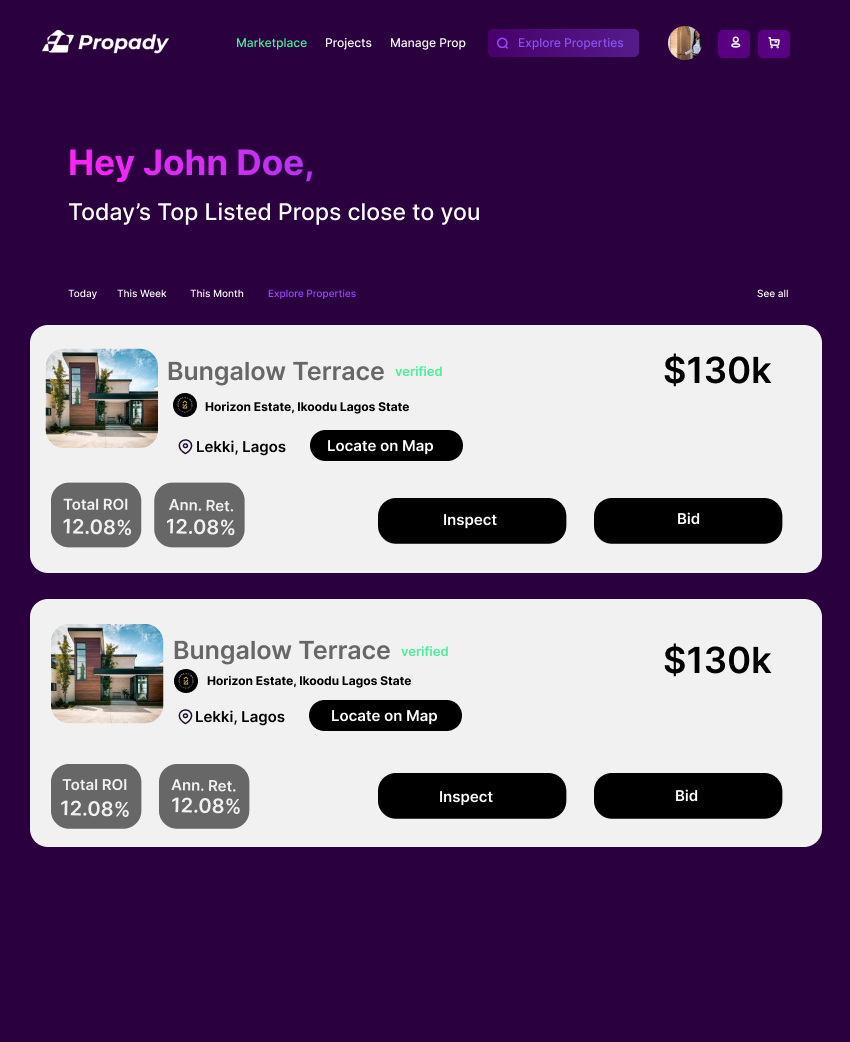 Propady
Marketplace Projects Manage Prop Explore Properties
Hey John Doe,
Today’s Top Listed Props close to you
Today This Week This Month Explore Properties See all
Bungalow Terrace verified $130k
Horizon Estate, Ikoodu Lagos State
Lekki, Lagos Locate on Map
Total ROI Ann. Ret.
12.08% 12.08%
Inspect Bid
Bungalow Terrace verified $130k
Horizon Estate, Ikoodu Lagos State
Lekki, Lagos Locate on Map
Total ROI Ann. Ret.
12.08% 12.08%
Inspect Bid